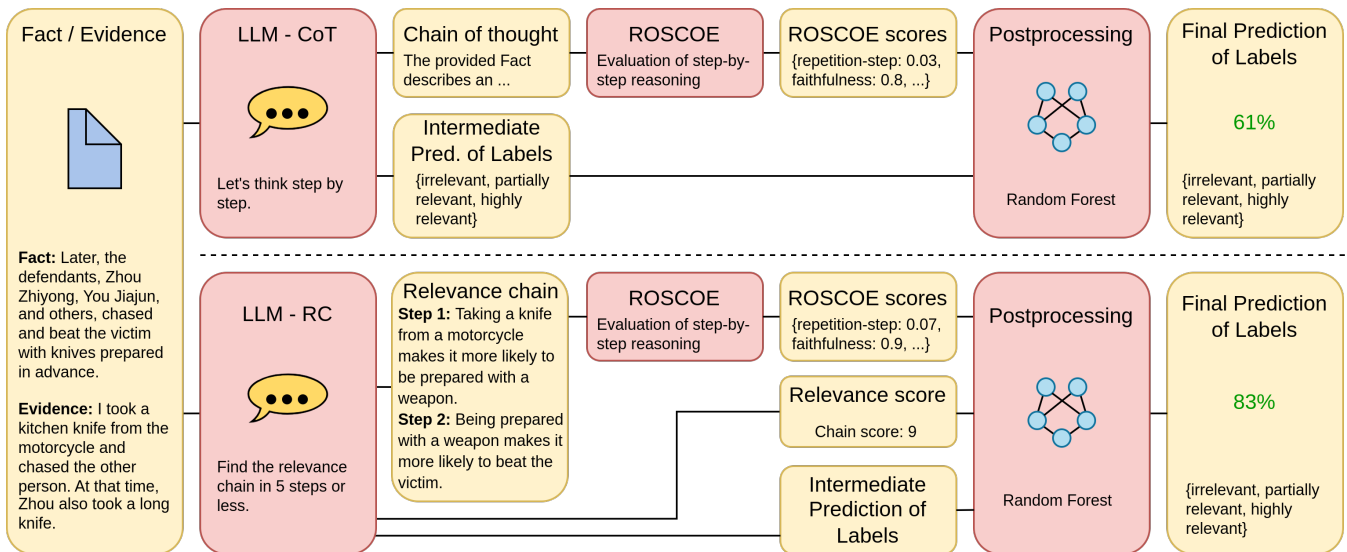 Fact / Evidence
Fact: Later, the
defendants, Zhou
Zhiyong, You Jiajun,
and others, chased
and beat the victim
with knives prepared
in advance.
Evidence: I took a
kitchen knife from the
motorcycle and
chased the other
person. At that time,
Zhou also took a long
knife.
LLM - CoT
Let's think step by
step.
Chain of thought
The provided Fact
describes an ...
Intermediate
Pred. of Labels
{irrelevant, partially
relevant, highly
relevant}
ROSCOE
Evaluation of step-by-
step reasoning
ROSCOE scores
{repetition-step: 0.03,
faithfulness: 0.8, ...}
Postprocessing
Random Forest
Final Prediction
of Labels
61%
{irrelevant, partially
relevant, highly
relevant}
LLM - RC
Find the relevance
chain in 5 steps or
less.
Relevance chain
Step 1: Taking a knife
from a motorcycle
makes it more likely to
be prepared with a
weapon.
Step 2: Being prepared
with a weapon makes it
more likely to beat the
victim.
ROSCOE
Evaluation of step-by-
step reasoning
ROSCOE scores
{repetition-step: 0.07,
faithfulness: 0.9, ...}
Relevance score
Chain score: 9
Intermediate
Prediction of
Labels
Postprocessing
Random Forest
Final Prediction
of Labels
83%
{irrelevant, partially
relevant, highly
relevant}